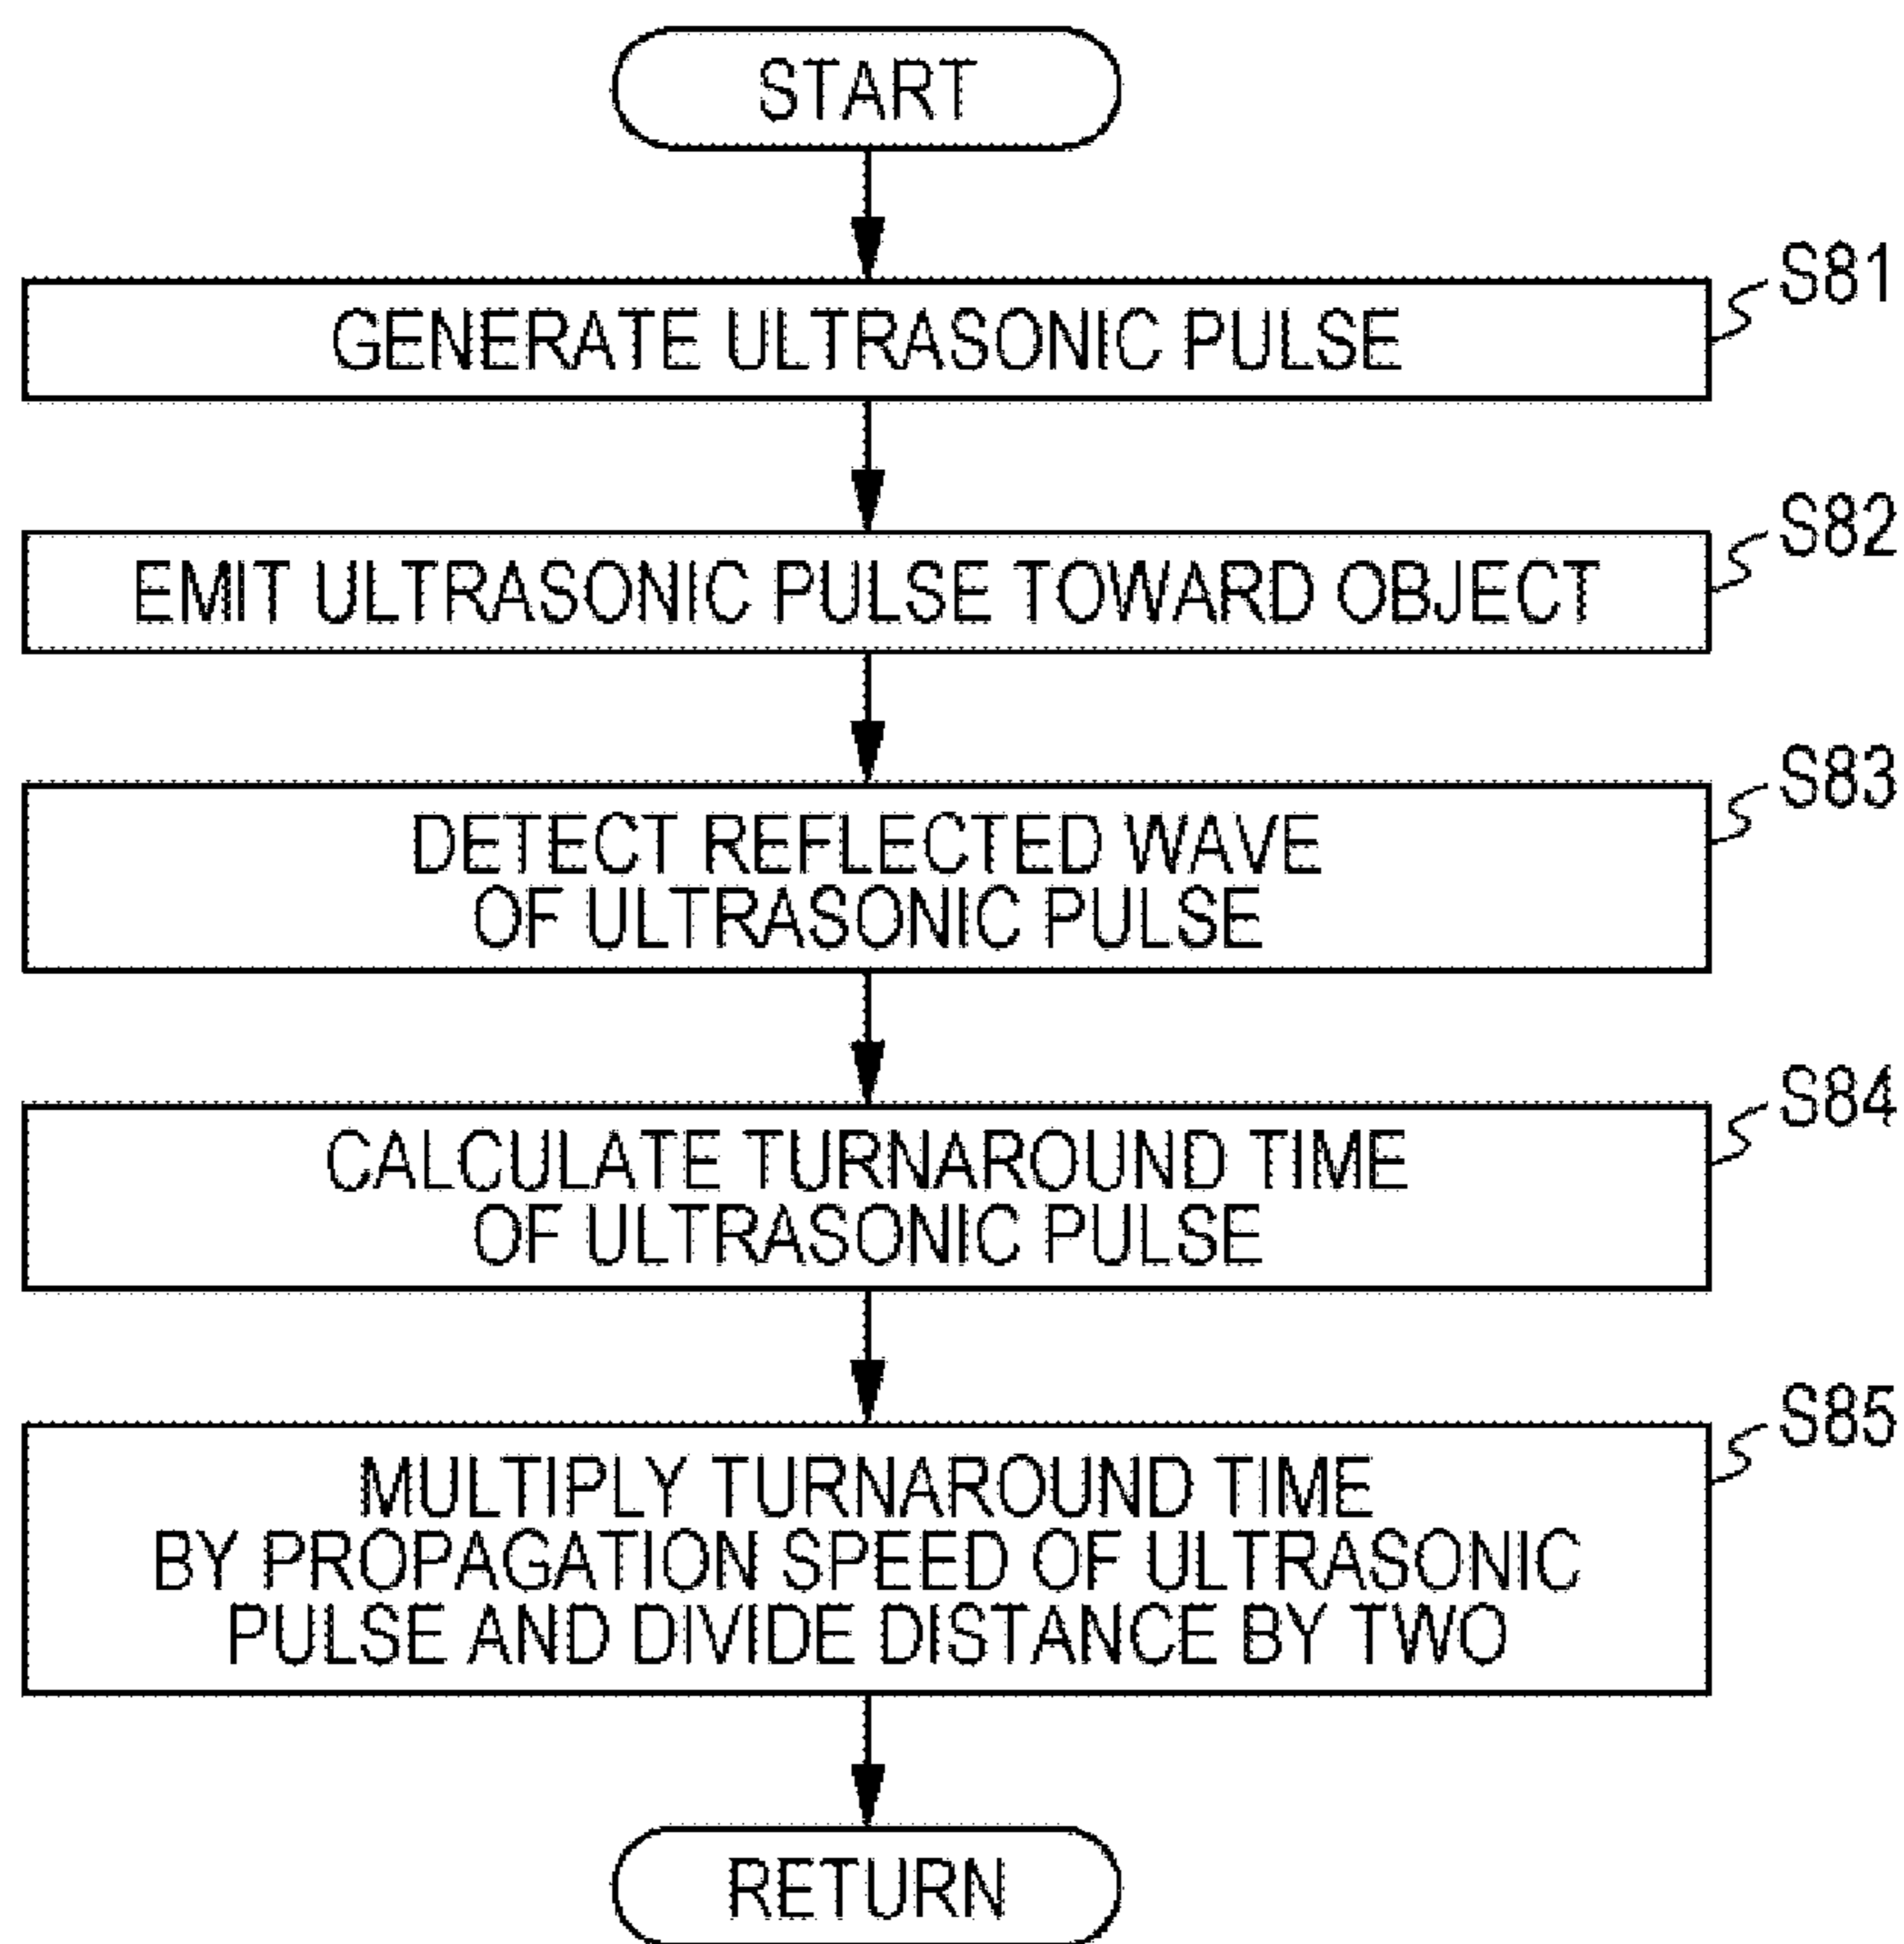 START
S81
GENERATE ULTRASONIC PULSE
S82
EMIT ULTRASONIC PULSE TOWARD OBJECT
S83
DETECT REFLECTED WAVE
OF ULTRASONIC PULSE
S84
CALCULATE TURNAROUND TIME
OF ULTRASONIC PULSE
S85
MULTIPLY TURNAROUND TIME
BY PROPAGATION SPEED OF ULTRASONIC
PULSE AND DIVIDE DISTANCE BY TWO
RETURN